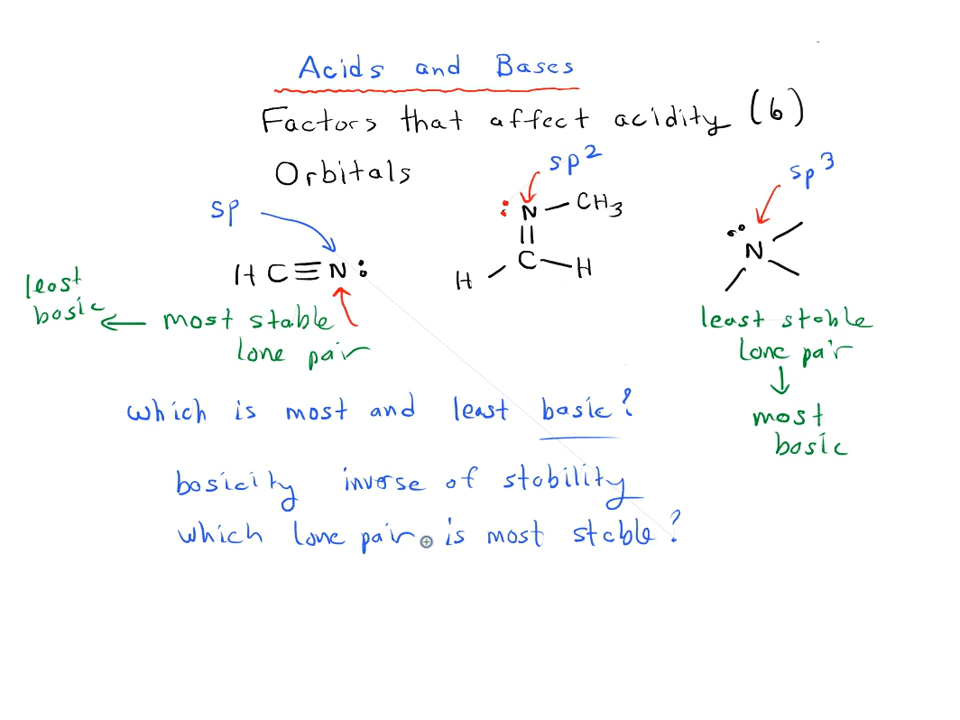 Acids and Bases
Factors that affect acidity (6)
Orbitals
sp
sp2
sp3
H C≡N:
: N — CH3
C
H
H
N
least
basic
most stable
lone pair
least stable
lone pair
most
basic
which is most and least basic?
basicity inverse of stability
which lone pair is most stable?